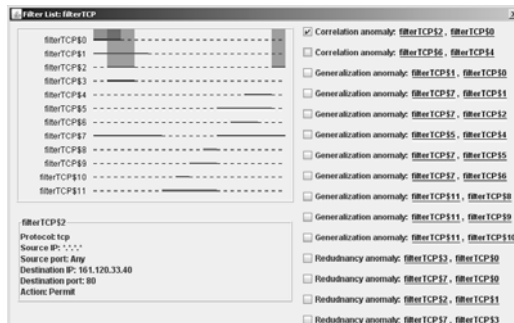 Filter List: filterTCP
filterTCP$0
filterTCP$1
filterTCP$2
filterTCP$3
filterTCP$4
filterTCP$5
filterTCP$6
filterTCP$7
filterTCP$8
filterTCP$9
filterTCP$10
filterTCP$11
filterTCP$2
Protocol: tcp
Source IP: *.*.*.*
Source port: Any
Destination IP: 161.120.33.40
Destination port: 80
Action: Permit
Correlation anomaly: filterTCP$2 , filterTCP$0
Correlation anomaly: filterTCP$6 , filterTCP$4
Generalization anomaly: filterTCP$1 , filterTCP$0
Generalization anomaly: filterTCP$7 , filterTCP$1
Generalization anomaly: filterTCP$7 , filterTCP$2
Generalization anomaly: filterTCP$5 , filterTCP$4
Generalization anomaly: filterTCP$7 , filterTCP$5
Generalization anomaly: filterTCP$7 , filterTCP$6
Generalization anomaly: filterTCP$11 , filterTCP$8
Generalization anomaly: filterTCP$11 , filterTCP$9
Generalization anomaly: filterTCP$11 , filterTCP$10
Redudnancy anomaly: filterTCP$3 , filterTCP$0
Redudnancy anomaly: filterTCP$7 , filterTCP$0
Redudnancy anomaly: filterTCP$2 , filterTCP$1
Redudnancy anomaly: filterTCP$7 , filterTCP$3